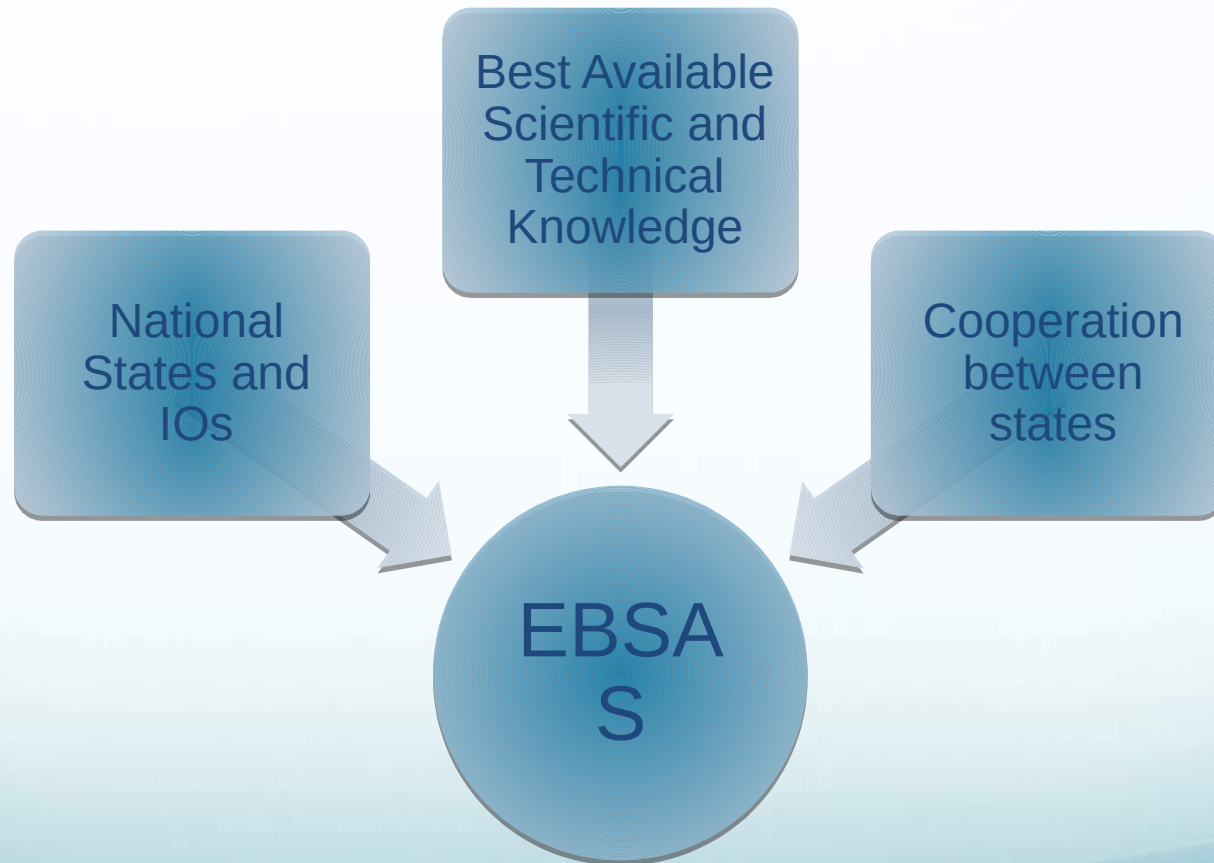 Best Available
Scientific and
Technical
Knowledge
National
States and
IOs
Cooperation
between
states
EBSA
S